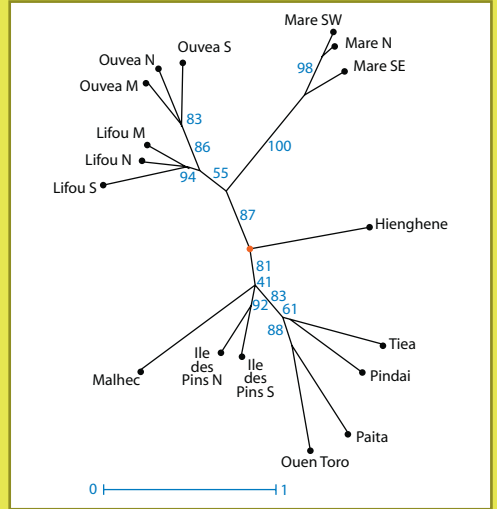 Mare SW
Ouvea S
Mare N
Ouvea N
98
Mare SE
Ouvea M
83
Lifou M
86
100
Lifou N
94
55
Lifou S
87
Hienghene
81
41
83
92
61
88
Tiea
Ile
des
Pins N
Ile
des
Pins S
Malhec
Pindai
Paita
Ouen Toro
0
1